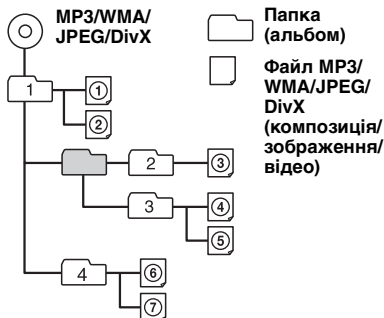 MP3/WMA/
JPEG/DivX
Папка
(альбом)
Файл MP3/
WMA/JPEG/
DivX
(композиція/
зображення/
відео)
1
①
②
2
③
3
④
⑤
4
⑥
⑦